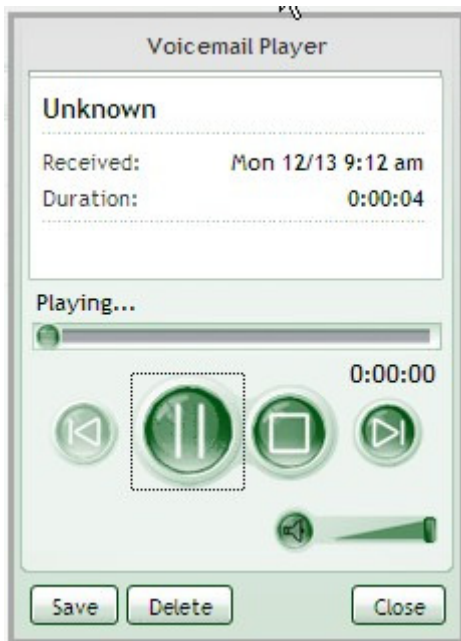 Voicemail Player
Unknown
Received: Mon 12/13 9:12 am
Duration: 0:00:04
Playing...
0:00:00
Save Delete Close